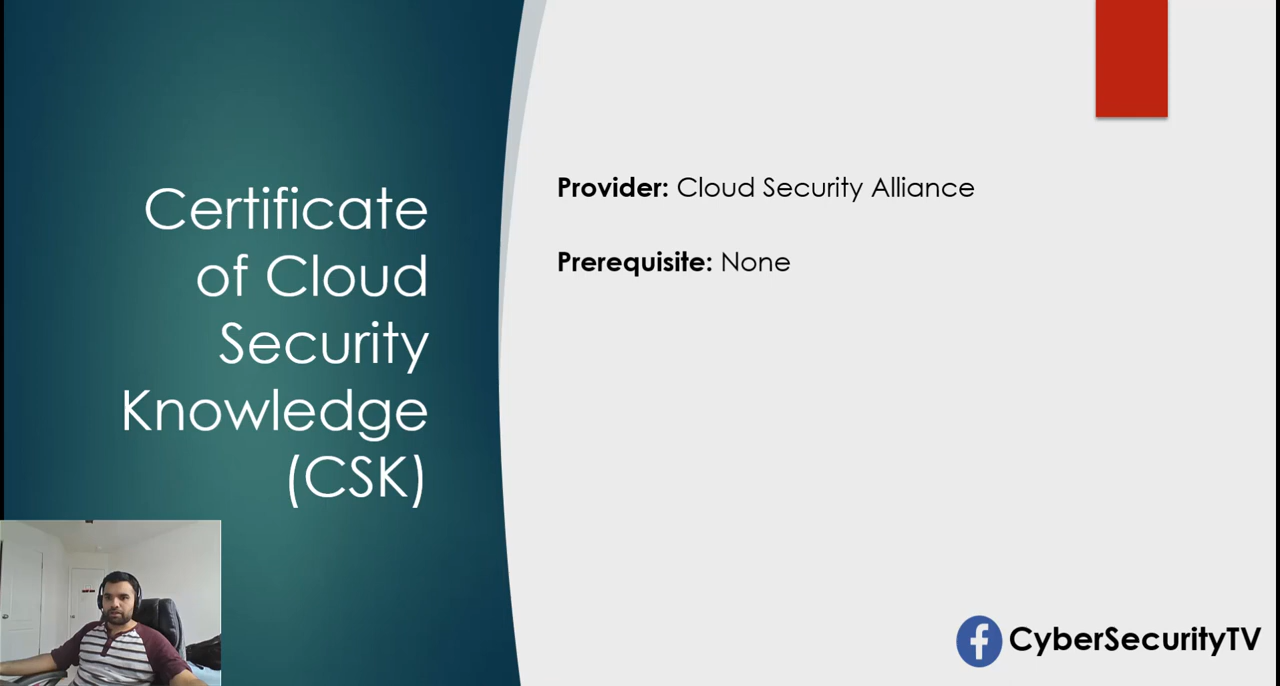 Certificate
of Cloud
Security
Knowledge
(CSK)
Provider: Cloud Security Alliance
Prerequisite: None
CyberSecurityTV